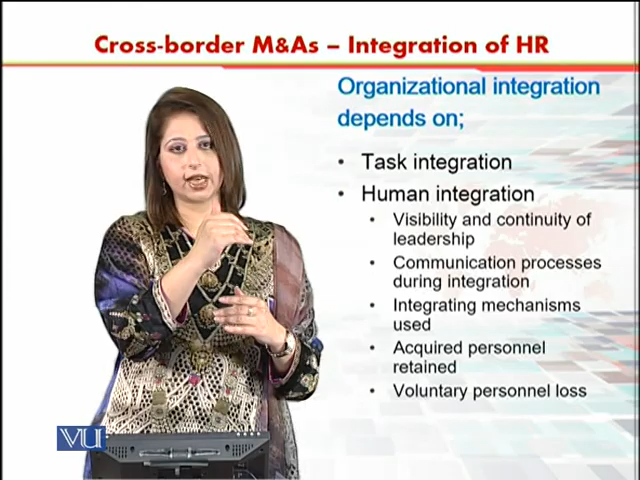 Cross-border M&As – Integration of HR
Organizational integration
depends on;
• Task integration
• Human integration
• Visibility and continuity of
leadership
• Communication processes
during integration
• Integrating mechanisms
used
• Acquired personnel
retained
• Voluntary personnel loss
VU